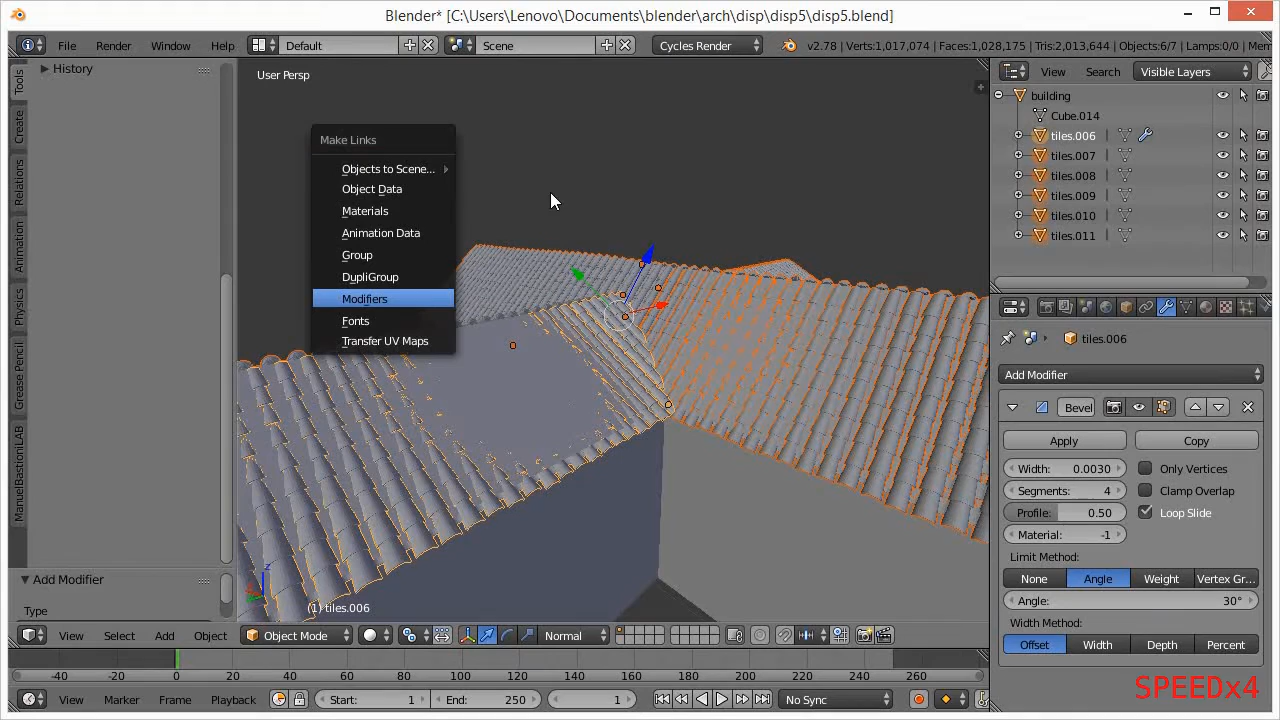 Blender* [C:\Users\Lenovo\Documents\blender\arch\disp\disp5\disp5.blend]
File Render Window Help Default Scene Cycles Render v2.78 | Verts:1,017,074 | Faces:1,028,175 | Tris:2,013,644 | Objects:6/7 | Lamps:0/0 | Mem
History
User Persp
View Search Visible Layers
building
Cube.014
tiles.006
tiles.007
tiles.008
tiles.009
tiles.010
tiles.011
Tools
Create
Relations
Animation
Physics
Grease Pencil
ManuelBastioniLAB
Make Links
Objects to Scene...
Object Data
Materials
Animation Data
Group
DupliGroup
Modifiers
Fonts
Transfer UV Maps
tiles.006
Add Modifier
Bevel
Apply Copy
Width: 0.0030 Only Vertices
Segments: 4 Clamp Overlap
Profile: 0.50 Loop Slide
Material: -1
Limit Method:
None Angle Weight Vertex Gr...
Angle: 30°
Width Method:
Offset Width Depth Percent
Add Modifier
Type
z
(1) tiles.006
View Select Add Object Object Mode Normal
-40 -20 0 20 40 60 80 100 120 140 160 180 200 220 240 260
View Marker Frame Playback Start: 1 End: 250 1 No Sync
SPEEDx4